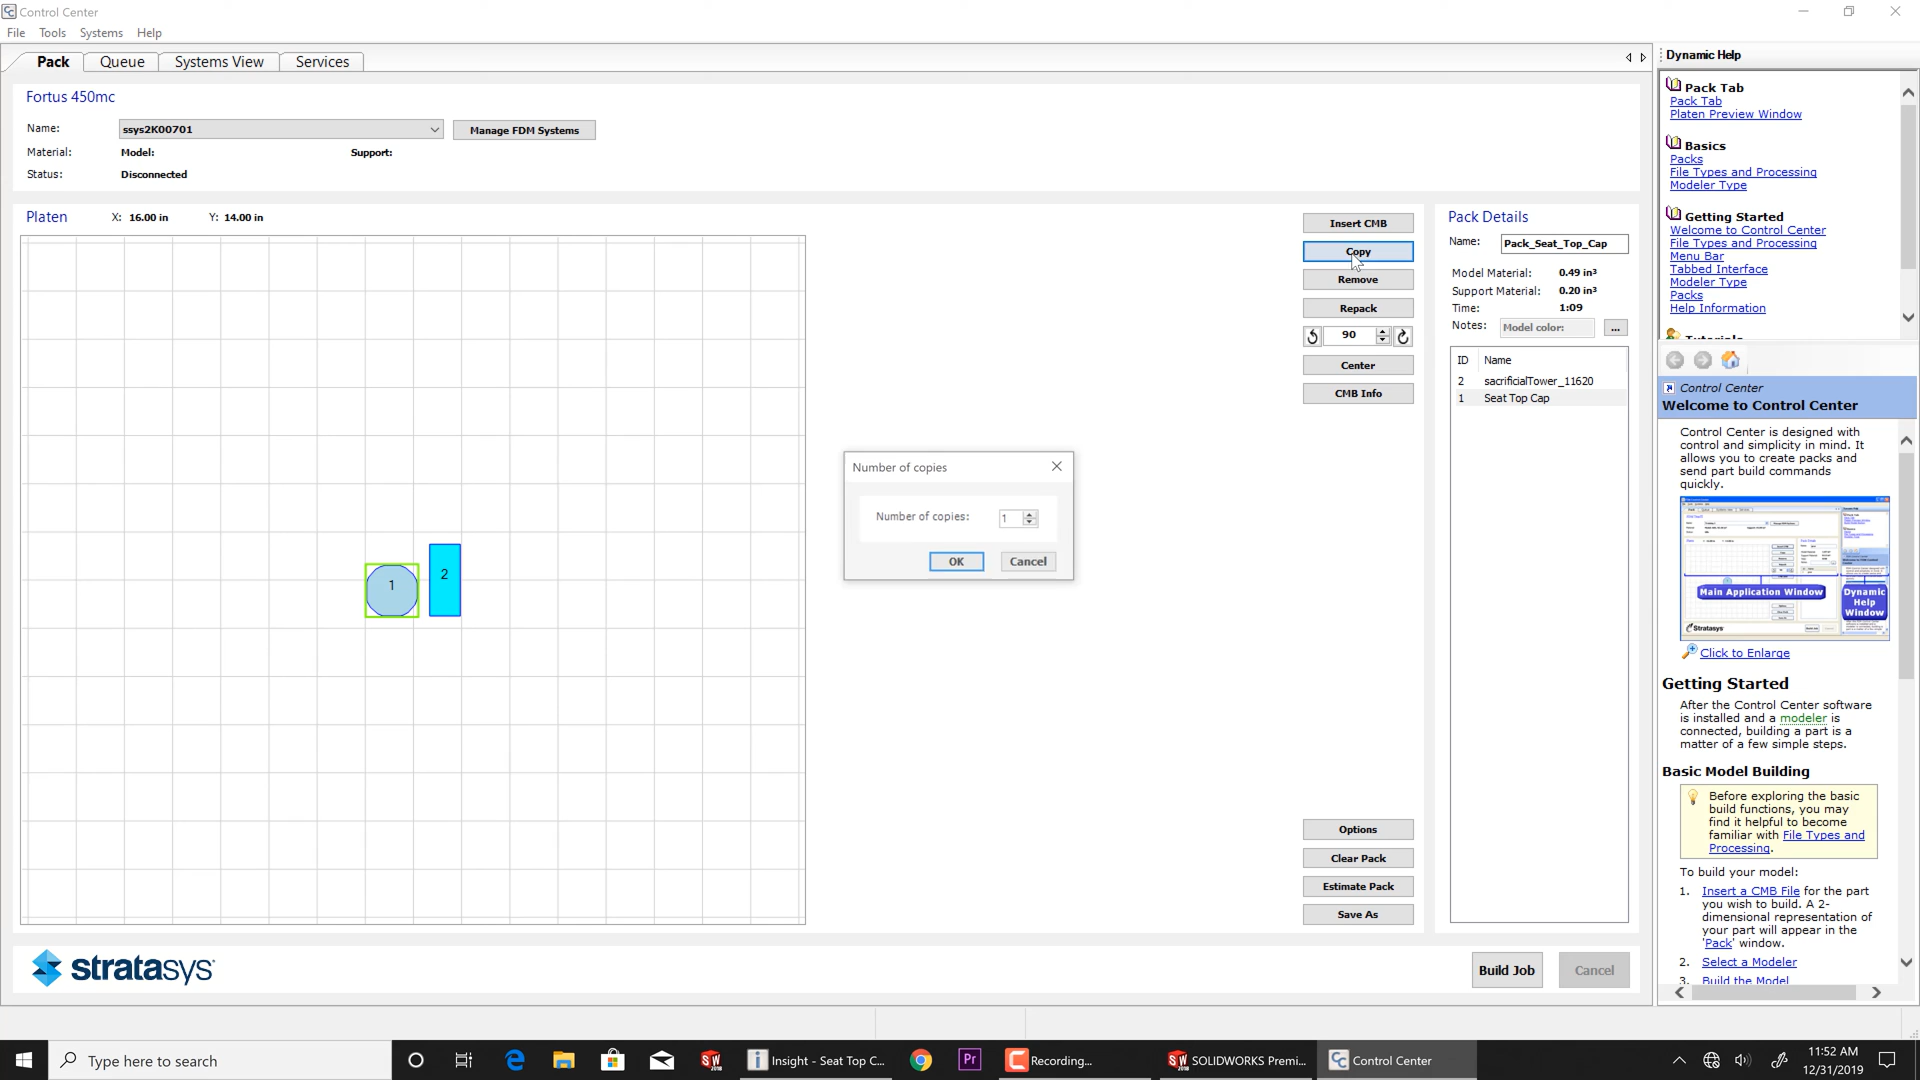 Control Center
File Tools Systems Help
Pack Queue Systems View Services
Fortus 450mc
Name: ssys2K00701 Manage FDM Systems
Material: Model: Support:
Status: Disconnected
Platen X: 16.00 in Y: 14.00 in
1
2
Insert CMB
Copy
Remove
Repack
90
Center
CMB Info
Options
Clear Pack
Estimate Pack
Save As
Number of copies
Number of copies: 1
OK Cancel
Pack Details
Name: Pack_Seat_Top_Cap
Model Material: 0.49 in³
Support Material: 0.20 in³
Time: 1:09
Notes: Model color: ...
ID Name
2 sacrificialTower_11620
1 Seat Top Cap
stratasys
Build Job Cancel
Dynamic Help
Pack Tab
Pack Tab
Platen Preview Window
Basics
Packs
File Types and Processing
Modeler Type
Getting Started
Welcome to Control Center
File Types and Processing
Menu Bar
Tabbed Interface
Modeler Type
Packs
Help Information
Control Center
Welcome to Control Center
Control Center is designed with
control and simplicity in mind. It
allows you to create packs and
send part build commands
quickly.
Main Application Window
Dynamic
Help
Window
Stratasys
Click to Enlarge
Getting Started
After the Control Center software
is installed and a modeler is
connected, building a part is a
matter of a few simple steps.
Basic Model Building
Before exploring the basic
build functions, you may
find it helpful to become
familiar with File Types and
Processing.
To build your model:
1. Insert a CMB File for the part
you wish to build. A 2-
dimensional representation of
your part will appear in the
'Pack' window.
2. Select a Modeler
3. Build the Model
Type here to search
Insight - Seat Top C...
Pr
Recording...
SOLIDWORKS Premi...
Control Center
11:52 AM
12/31/2019